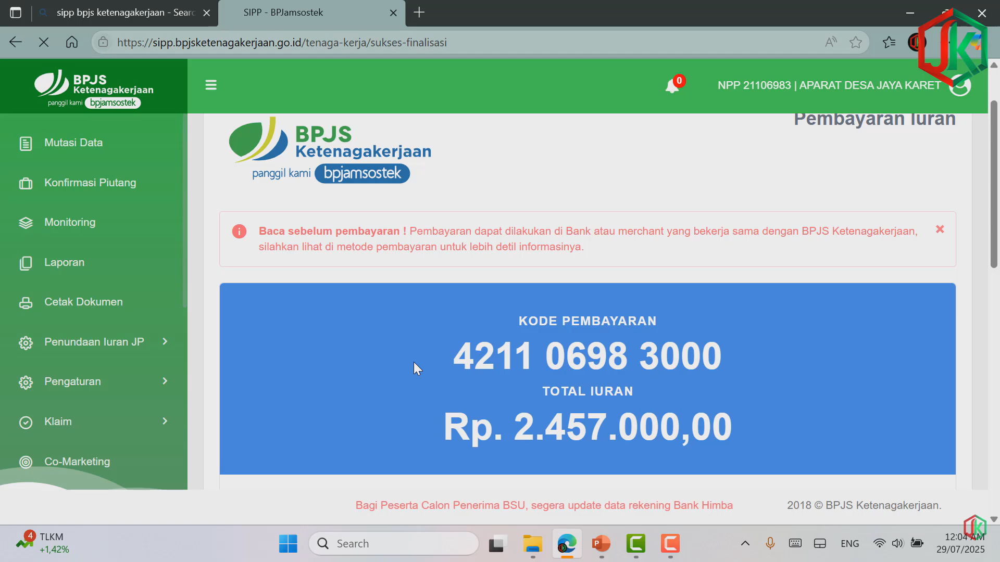 sipp bpjs ketenagakerjaan - Sear
SIPP - BPJamsostek
https://sipp.bpjsketenagakerjaan.go.id/tenaga-kerja/sukses-finalisasi
JK
BPJS
Ketenagakerjaan
panggil kami bpjamsostek
0
NPP 21106983 | APARAT DESA JAYA KARET
Mutasi Data
Konfirmasi Piutang
Monitoring
Laporan
Cetak Dokumen
Penundaan Iuran JP
Pengaturan
Klaim
Co-Marketing
Pembayaran Iuran
BPJS
Ketenagakerjaan
panggil kami bpjamsostek
Baca sebelum pembayaran ! Pembayaran dapat dilakukan di Bank atau merchant yang bekerja sama dengan BPJS Ketenagakerjaan,
silahkan lihat di metode pembayaran untuk lebih detil informasinya.
KODE PEMBAYARAN
4211 0698 3000
TOTAL IURAN
Rp. 2.457.000,00
Bagi Peserta Calon Penerima BSU, segera update data rekening Bank Himba
2018 © BPJS Ketenagakerjaan.
4
TLKM
+1,42%
Search
ENG
12:04 AM
29/07/2025
JK